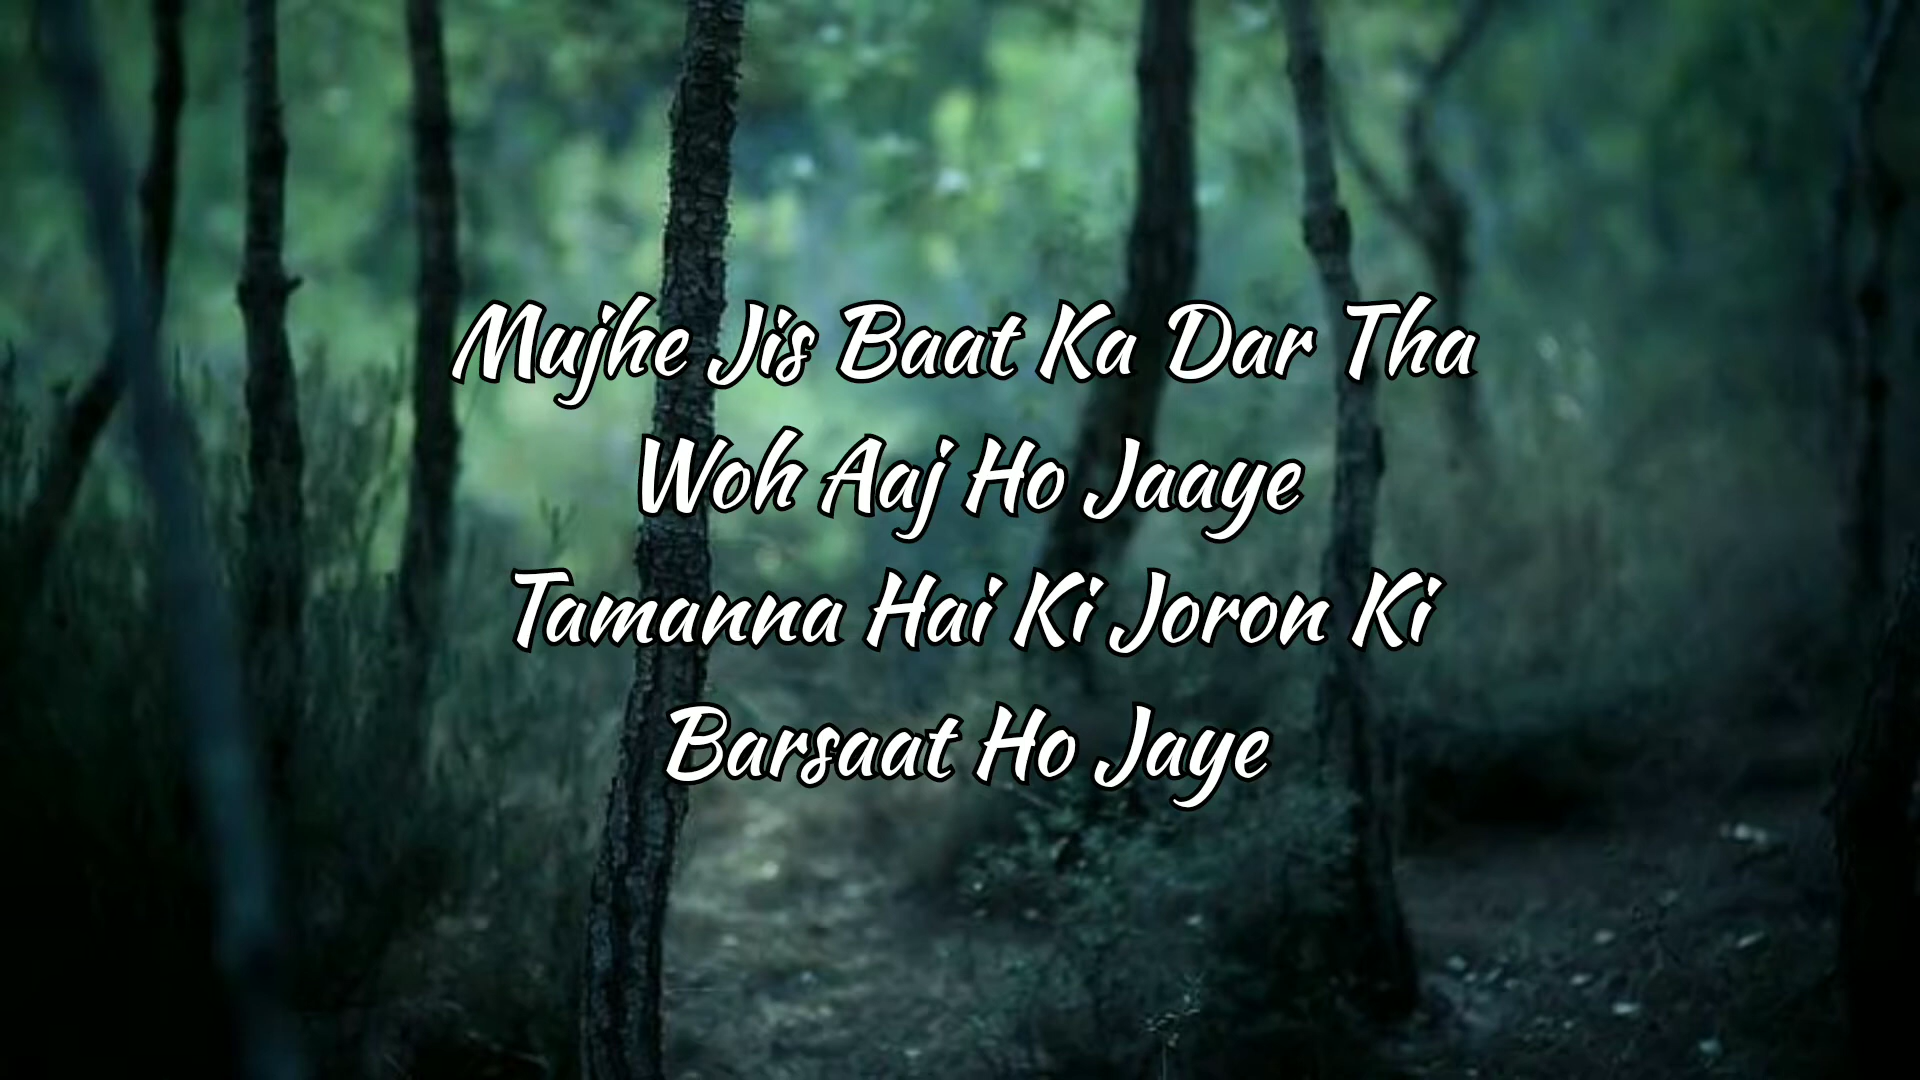 Mujhe Jis Baat Ka Dar Tha
Woh Aaj Ho Jaaye
Tamanna Hai Ki Joron Ki
Barsaat Ho Jaye